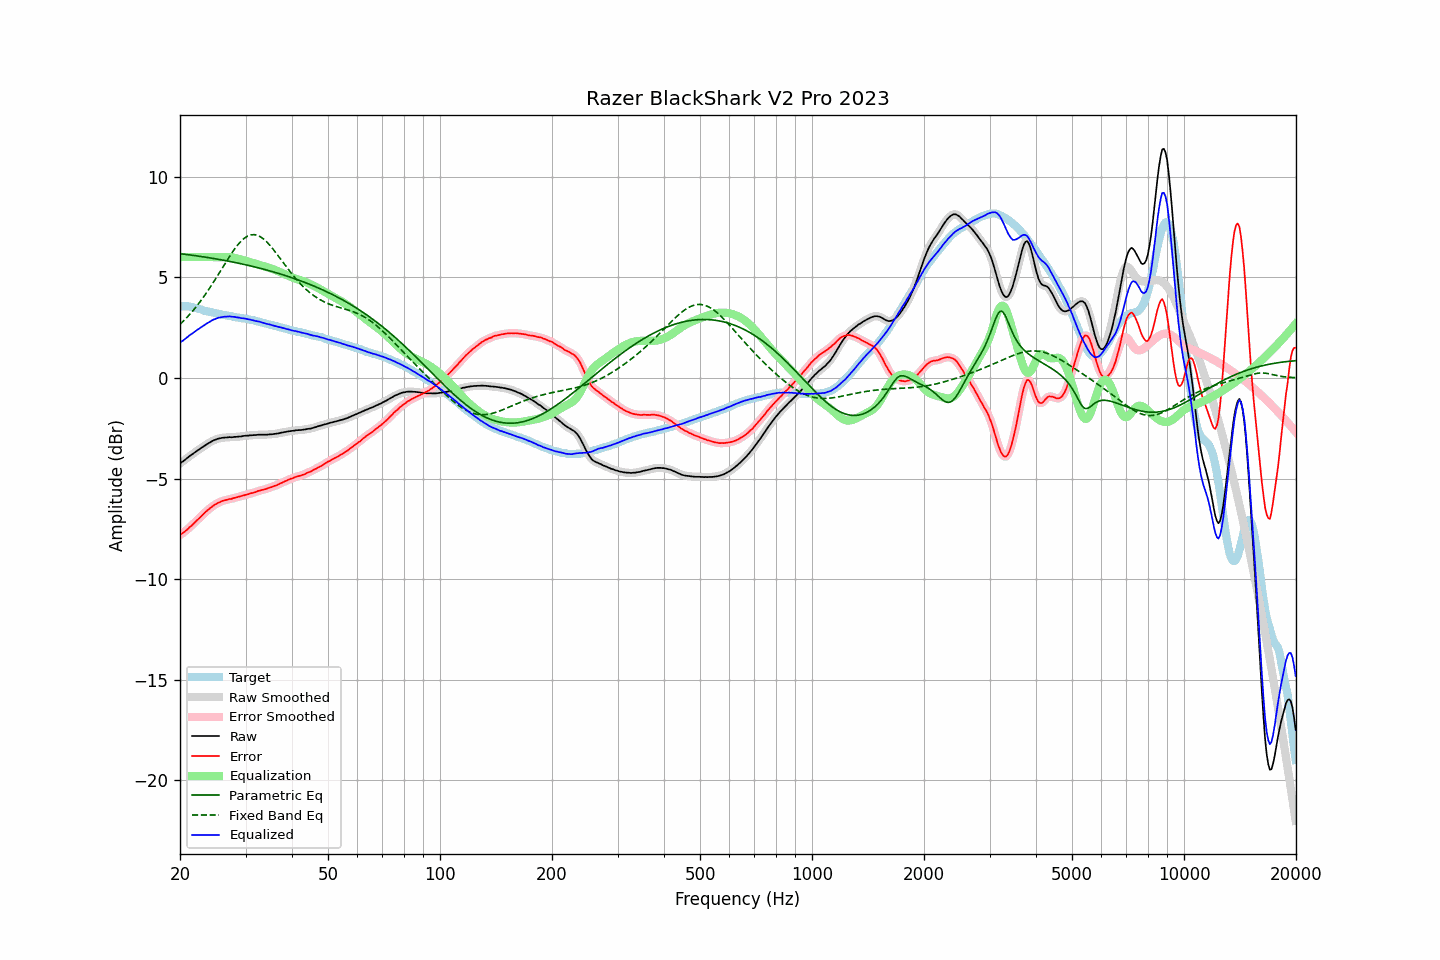 Razer BlackShark V2 Pro 2023
Amplitude (dBr)
10
5
0
−5
−10
−15
−20
Target
Raw Smoothed
Error Smoothed
Raw
Error
Equalization
Parametric Eq
Fixed Band Eq
Equalized
20
50
100
200
500
1000
2000
5000
10000
20000
Frequency (Hz)